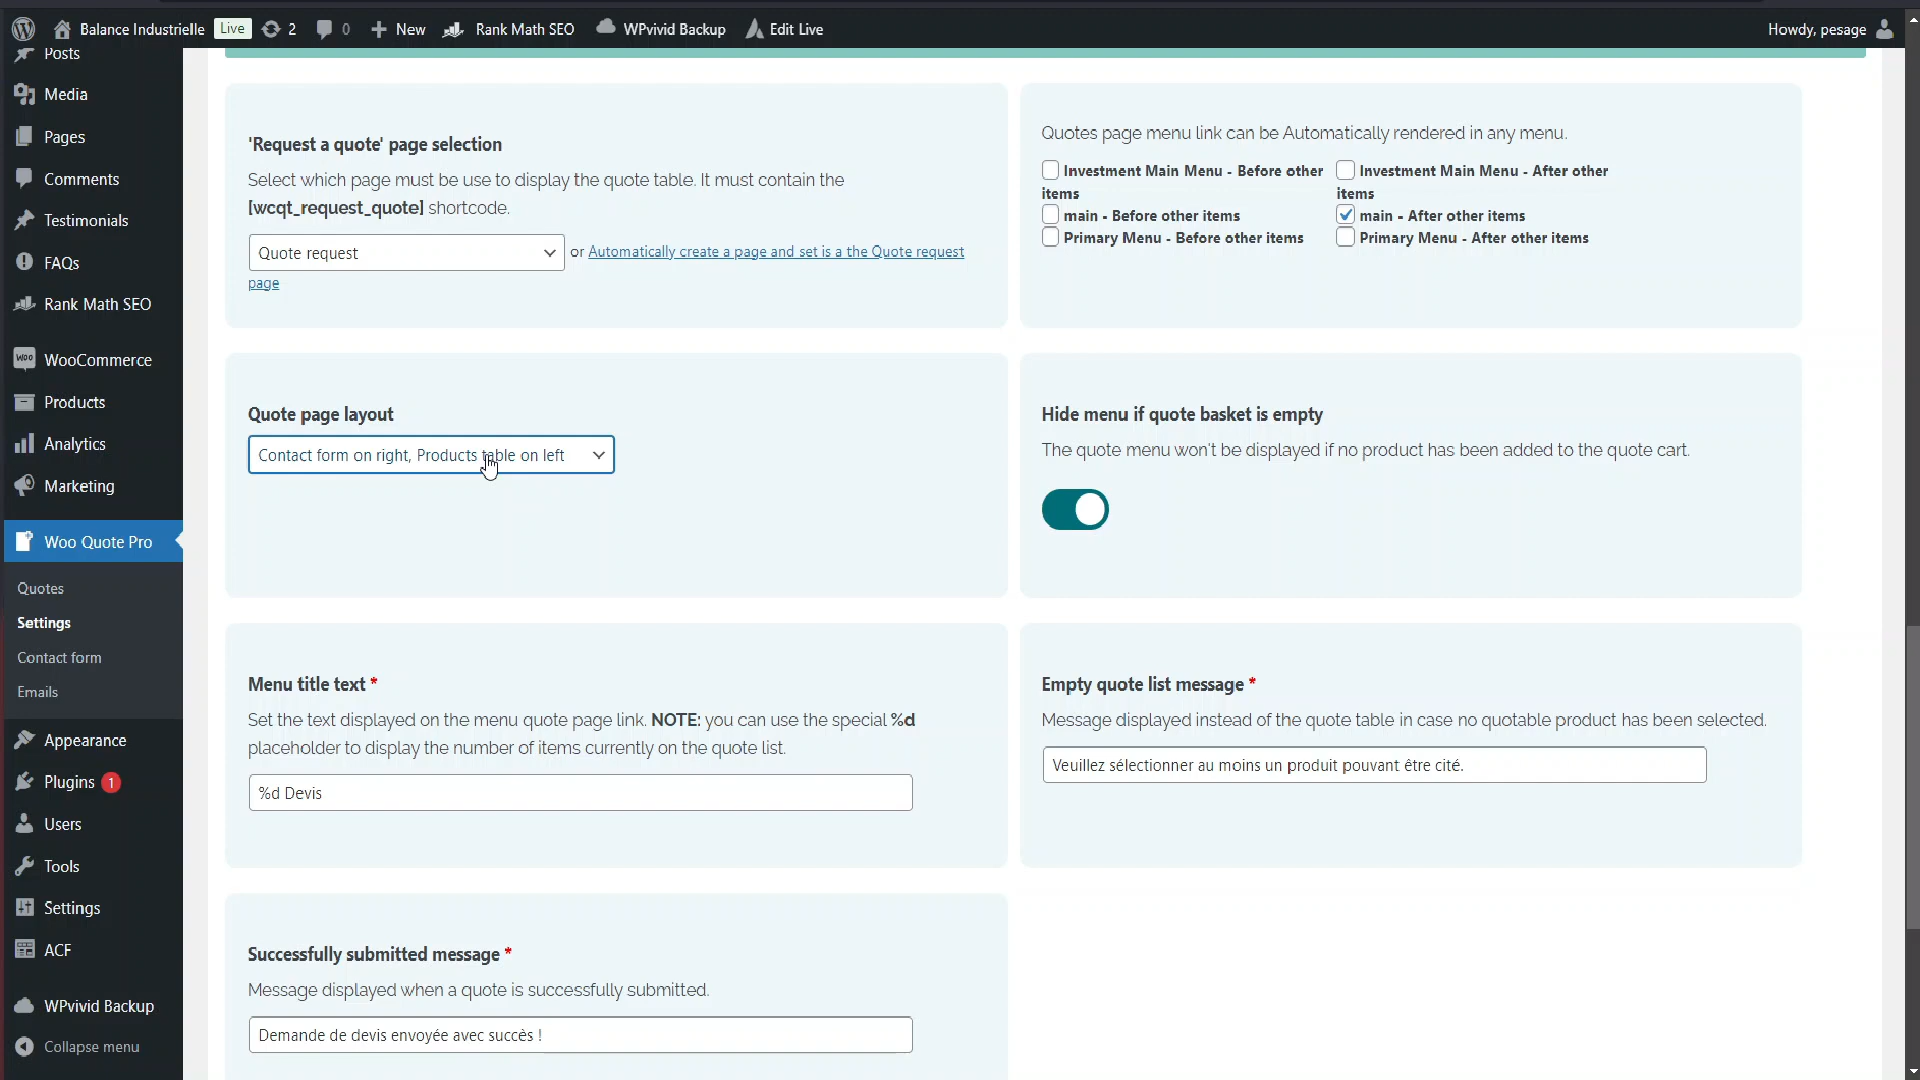 Balance Industrielle Live 2 0 New Rank Math SEO WPvivid Backup Edit Live Howdy, pesage
Posts
Media
Pages
Comments
Testimonials
FAQs
Rank Math SEO
WooCommerce
Products
Analytics
Marketing
Woo Quote Pro
Quotes
Settings
Contact form
Emails
Appearance
Plugins 1
Users
Tools
Settings
ACF
WPvivid Backup
Collapse menu
'Request a quote' page selection
Select which page must be use to display the quote table. It must contain the
[wcqt_request_quote] shortcode.
Quote request or Automatically create a page and set is a the Quote request
page
Quotes page menu link can be Automatically rendered in any menu.
Investment Main Menu - Before other
items
Investment Main Menu - After other
items
main - Before other items
main - After other items
Primary Menu - Before other items
Primary Menu - After other items
Quote page layout
Contact form on right, Products table on left
Hide menu if quote basket is empty
The quote menu won't be displayed if no product has been added to the quote cart.
Menu title text *
Set the text displayed on the menu quote page link. NOTE: you can use the special %d
placeholder to display the number of items currently on the quote list.
%d Devis
Empty quote list message *
Message displayed instead of the quote table in case no quotable product has been selected.
Veuillez sélectionner au moins un produit pouvant être cité.
Successfully submitted message *
Message displayed when a quote is successfully submitted.
Demande de devis envoyée avec succès !